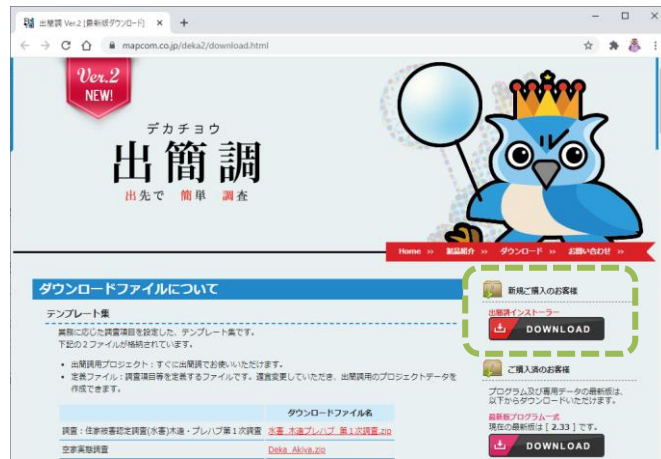 出簡調 Ver.2 [最新版ダウンロード]
mapcom.co.jp/deka2/download.html
Ver.2
NEW!
デカチョウ
出簡調
出先で 簡単 調査
Home >> 製品紹介 >> ダウンロード >> お問い合わせ >>
ダウンロードファイルについて
テンプレート集
業務に応じた調査項目を設定した、テンプレート集です。
下記の2ファイルが格納されています。
• 出簡調用プロジェクト：すぐに出簡調でお使いいただけます。
• 定義ファイル：調査項目等を定義するファイルです。適宜変更していただき、出簡調用のプロジェクトデータを
作成できます。
ダウンロードファイル名
調査：住家被害認定調査(水害)木造・プレハブ第1次調査 水害_木造プレハブ_第1次調査.zip
空家実態調査 Deka_Akiya.zip
新規ご購入のお客様
出簡調インストーラー
DOWNLOAD
ご購入済のお客様
プログラム及び専用データの最新版は、
以下からダウンロードいただけます。
最新版プログラム一式
現在の最新版は [ 2.33 ] です。
DOWNLOAD